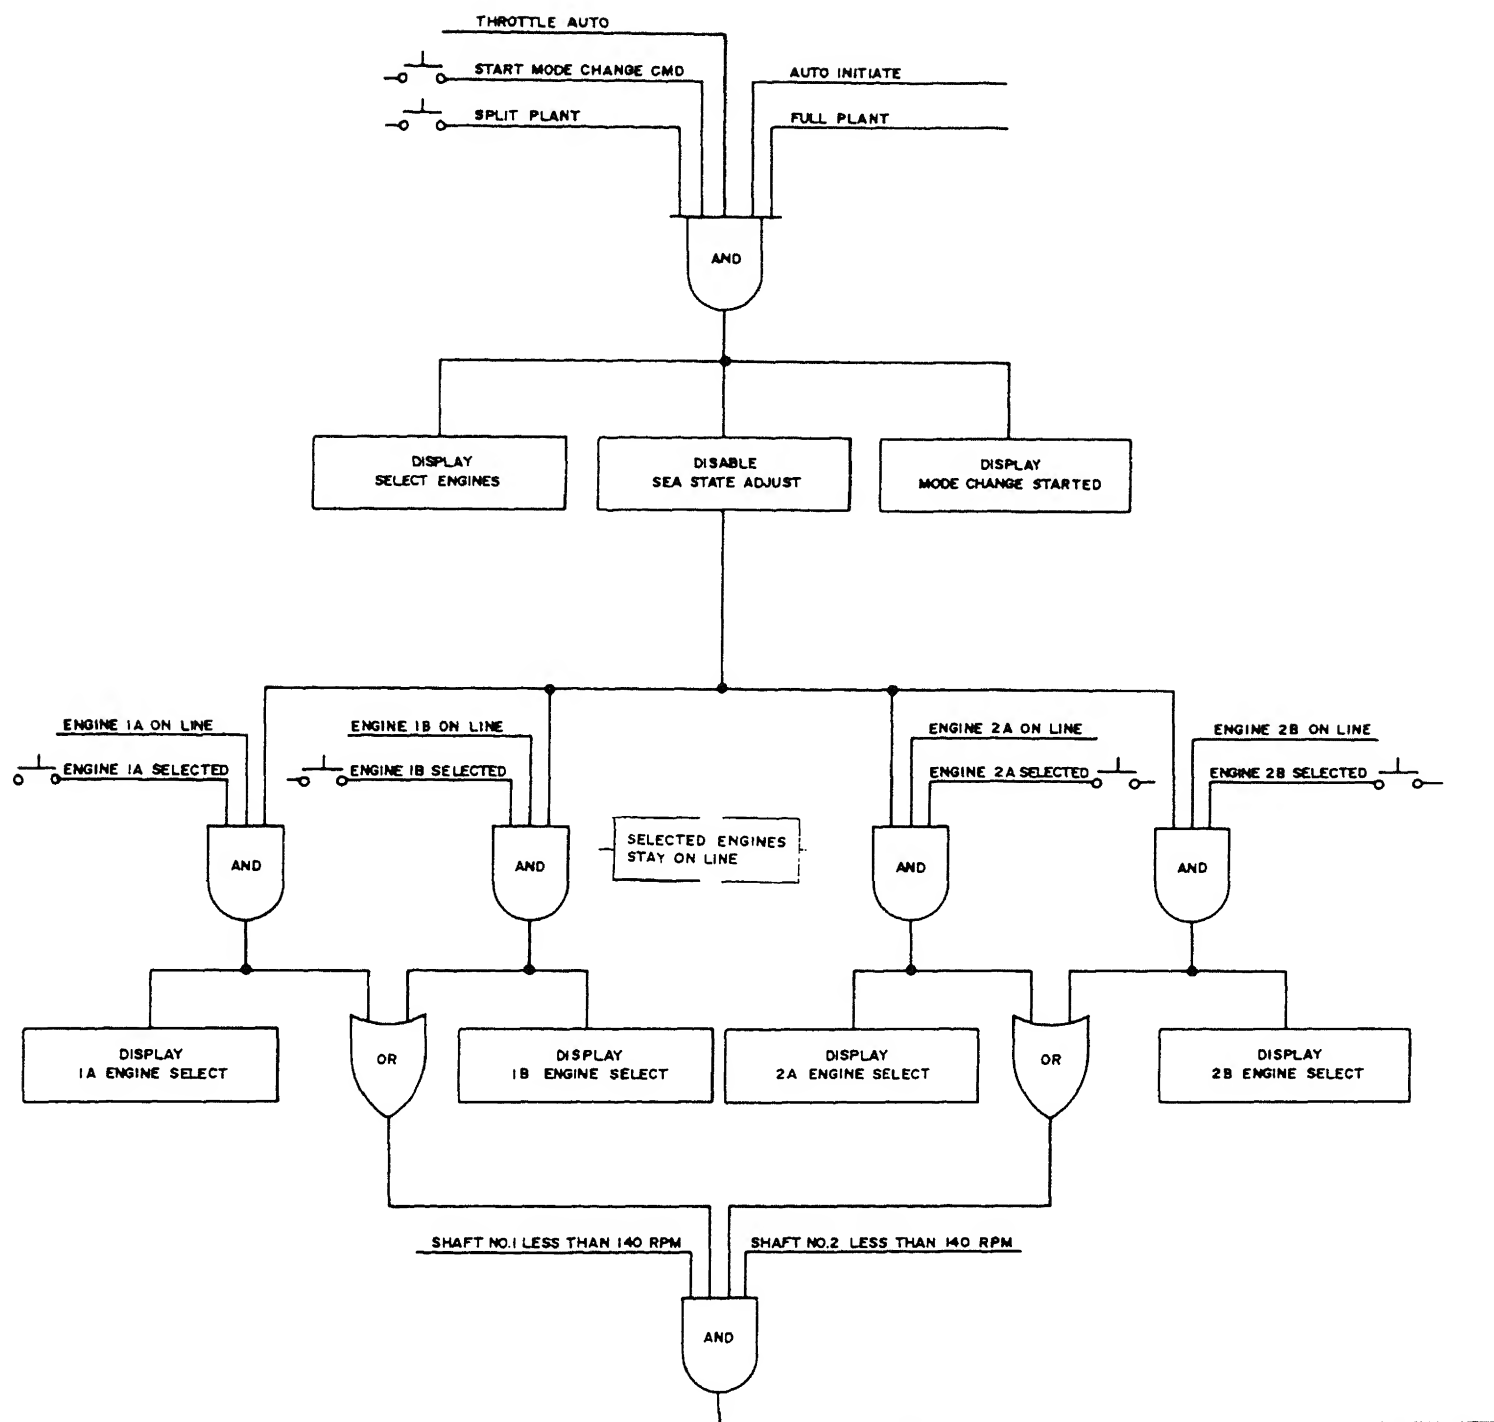 THROTTLE AUTO
START MODE CHANGE CMD
AUTO INITIATE
SPLIT PLANT
FULL PLANT
AND
DISPLAY
SELECT ENGINES
DISABLE
SEA STATE ADJUST
DISPLAY
MODE CHANGE STARTED
ENGINE 1A ON LINE
ENGINE 1B ON LINE
ENGINE 2A ON LINE
ENGINE 2B ON LINE
ENGINE 1A SELECTED
ENGINE 1B SELECTED
ENGINE 2A SELECTED
ENGINE 2B SELECTED
SELECTED ENGINES
STAY ON LINE
AND
AND
AND
AND
DISPLAY
1A ENGINE SELECT
OR
DISPLAY
1B ENGINE SELECT
DISPLAY
2A ENGINE SELECT
OR
DISPLAY
2B ENGINE SELECT
SHAFT NO.1 LESS THAN 140 RPM
SHAFT NO.2 LESS THAN 140 RPM
AND